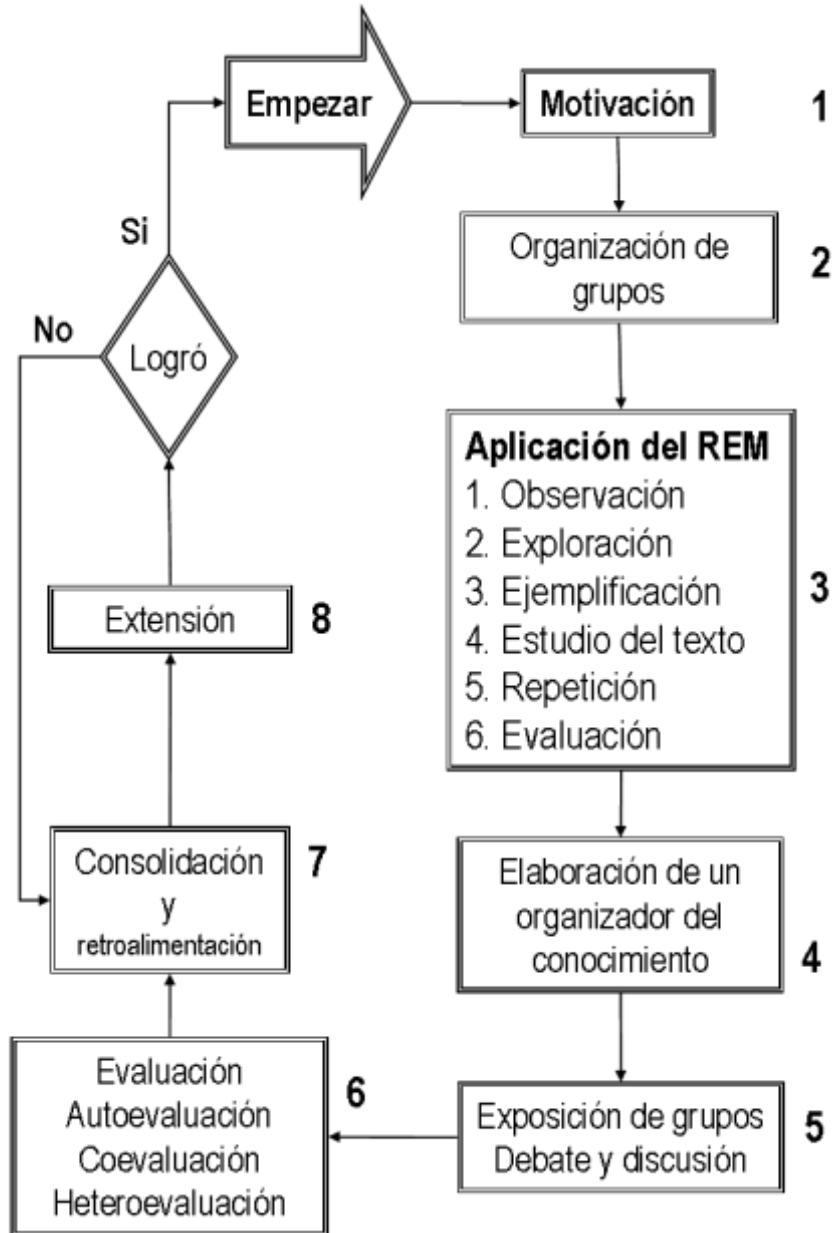 Empezar
Motivación
1
Organización de
grupos
2
Aplicación del REM
1. Observación
2. Exploración
3. Ejemplificación
4. Estudio del texto
5. Repetición
6. Evaluación
3
Elaboración de un
organizador del
conocimiento
4
Exposición de grupos
Debate y discusión
5
Evaluación
Autoevaluación
Coevaluación
Heteroevaluación
6
Consolidación
y
retroalimentación
7
Extensión
8
Logró
No
Si